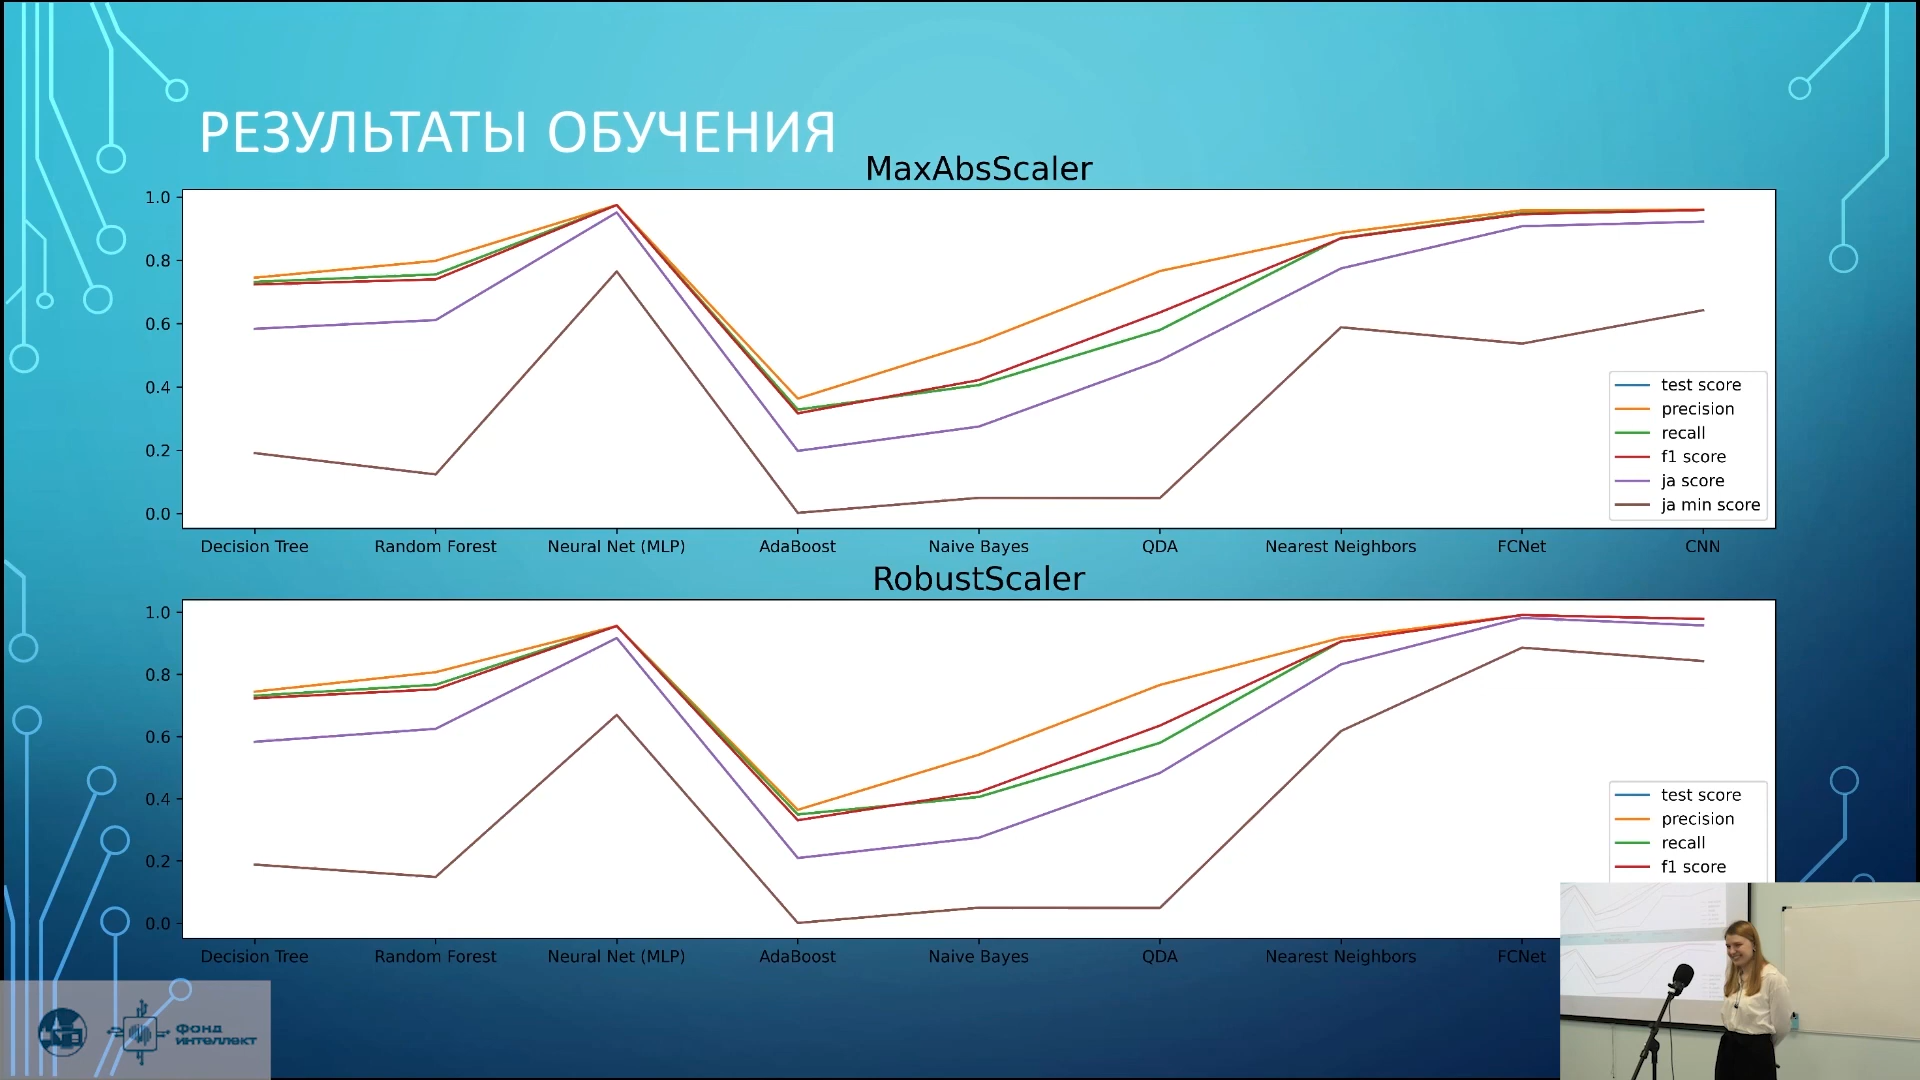 РЕЗУЛЬТАТЫ ОБУЧЕНИЯ
MaxAbsScaler
1.0
0.8
0.6
0.4
0.2
0.0
test score
precision
recall
f1 score
ja score
ja min score
Decision Tree Random Forest Neural Net (MLP) AdaBoost Naive Bayes QDA Nearest Neighbors FCNet CNN
RobustScaler
1.0
0.8
0.6
0.4
0.2
0.0
test score
precision
recall
f1 score
Decision Tree Random Forest Neural Net (MLP) AdaBoost Naive Bayes QDA Nearest Neighbors FCNet
Фонд
интеллект